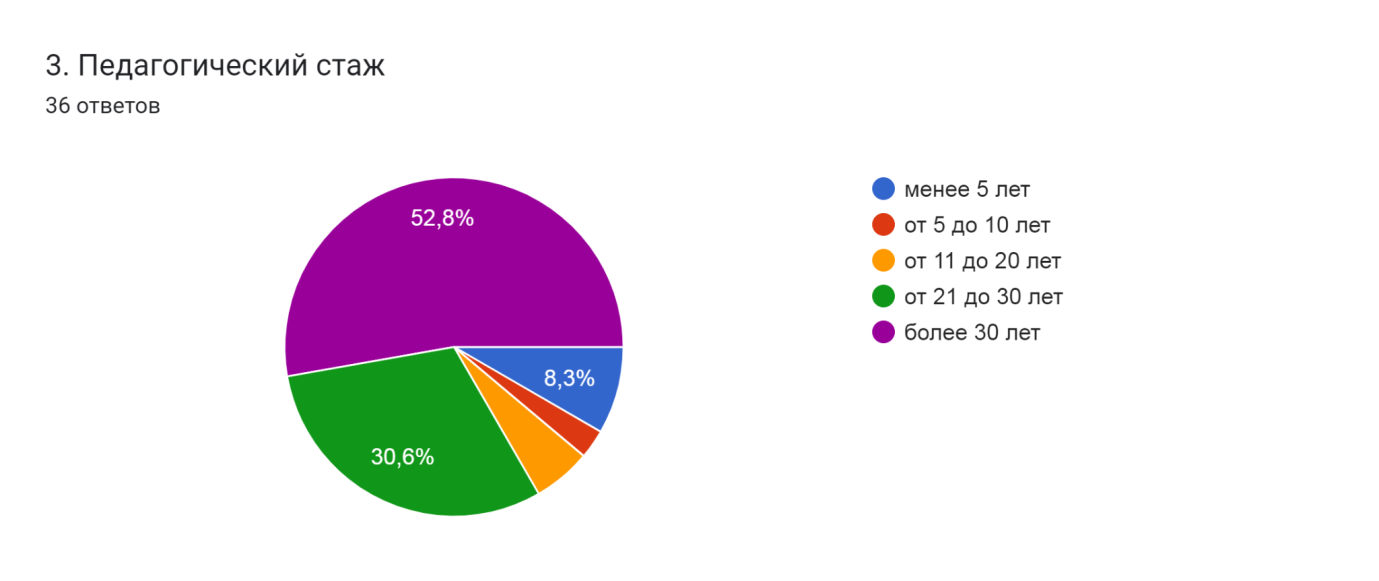 3. Педагогический стаж
36 ответов
52,8%
8,3%
30,6%
менее 5 лет
от 5 до 10 лет
от 11 до 20 лет
от 21 до 30 лет
более 30 лет